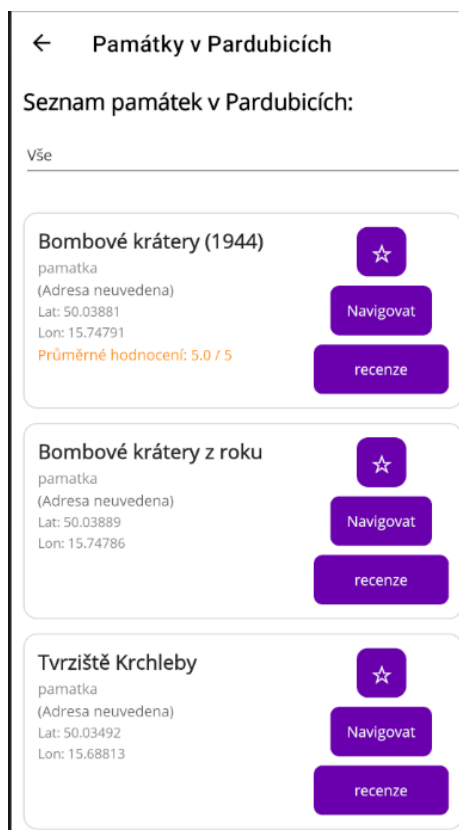 Památky v Pardubicích
Seznam památek v Pardubicích:
Vše
Bombové krátery (1944)
pamatka
(Adresa neuvedena)
Lat: 50.03881
Lon: 15.74791
Průměrné hodnocení: 5.0 / 5
Navigovat
recenze
Bombové krátery z roku
pamatka
(Adresa neuvedena)
Lat: 50.03889
Lon: 15.74786
Navigovat
recenze
Tvrziště Krchleby
pamatka
(Adresa neuvedena)
Lat: 50.03492
Lon: 15.68813
Navigovat
recenze